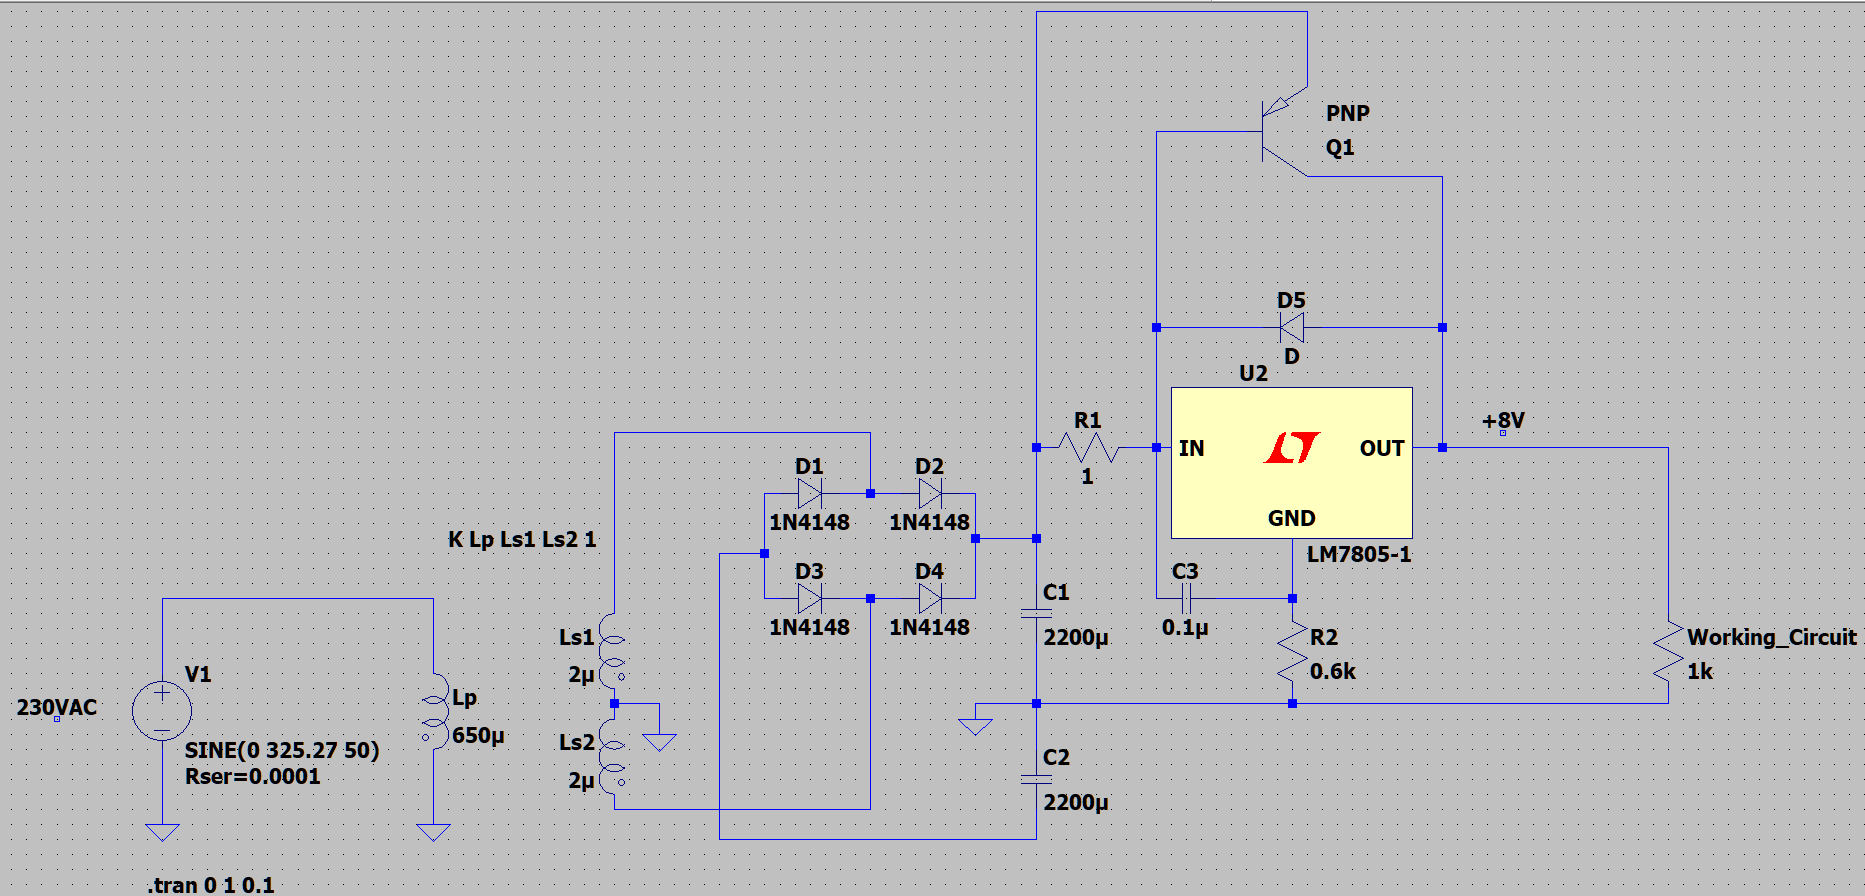 PNP
Q1
D5
D
U2
+8V
R1
1
IN
OUT
GND
LM7805-1
D1
D2
1N4148
1N4148
K Lp Ls1 Ls2 1
D3
D4
1N4148
1N4148
C3
0.1µ
C1
2200µ
Ls1
2µ
R2
0.6k
Working_Circuit
1k
V1
230VAC
SINE(0 325.27 50)
Rser=0.0001
Lp
650µ
Ls2
2µ
C2
2200µ
.tran 0 1 0.1